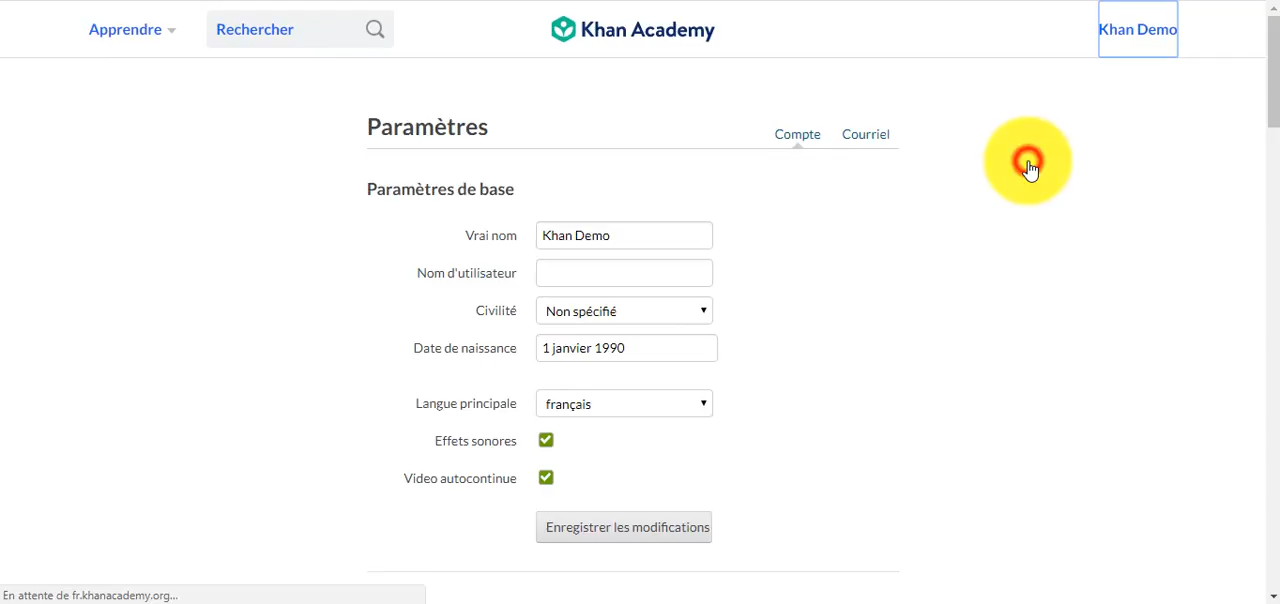 Apprendre
Rechercher
Khan Academy
Khan Demo
Paramètres
Compte
Courriel
Paramètres de base
Vrai nom
Khan Demo
Nom d'utilisateur
Civilité
Non spécifié
Date de naissance
1 janvier 1990
Langue principale
français
Effets sonores
Video autocontinue
Enregistrer les modifications
En attente de fr.khanacademy.org...